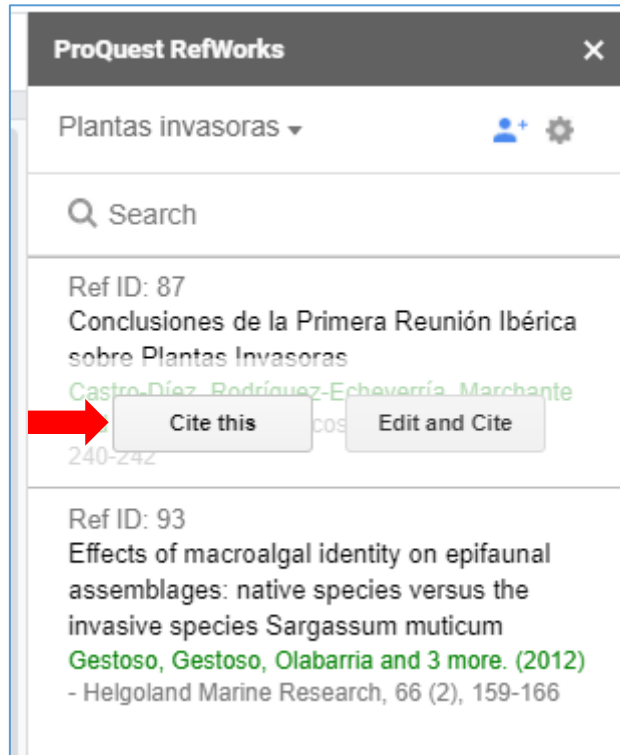 ProQuest RefWorks
Plantas invasoras
Search
Ref ID: 87
Conclusiones de la Primera Reunión Ibérica
sobre Plantas Invasoras
Castro-Díez, Rodríguez-Echeverría, Marchante
Cite this cos Edit and Cite
240-242
Ref ID: 93
Effects of macroalgal identity on epifaunal
assemblages: native species versus the
invasive species Sargassum muticum
Gestoso, Gestoso, Olabarria and 3 more. (2012)
- Helgoland Marine Research, 66 (2), 159-166